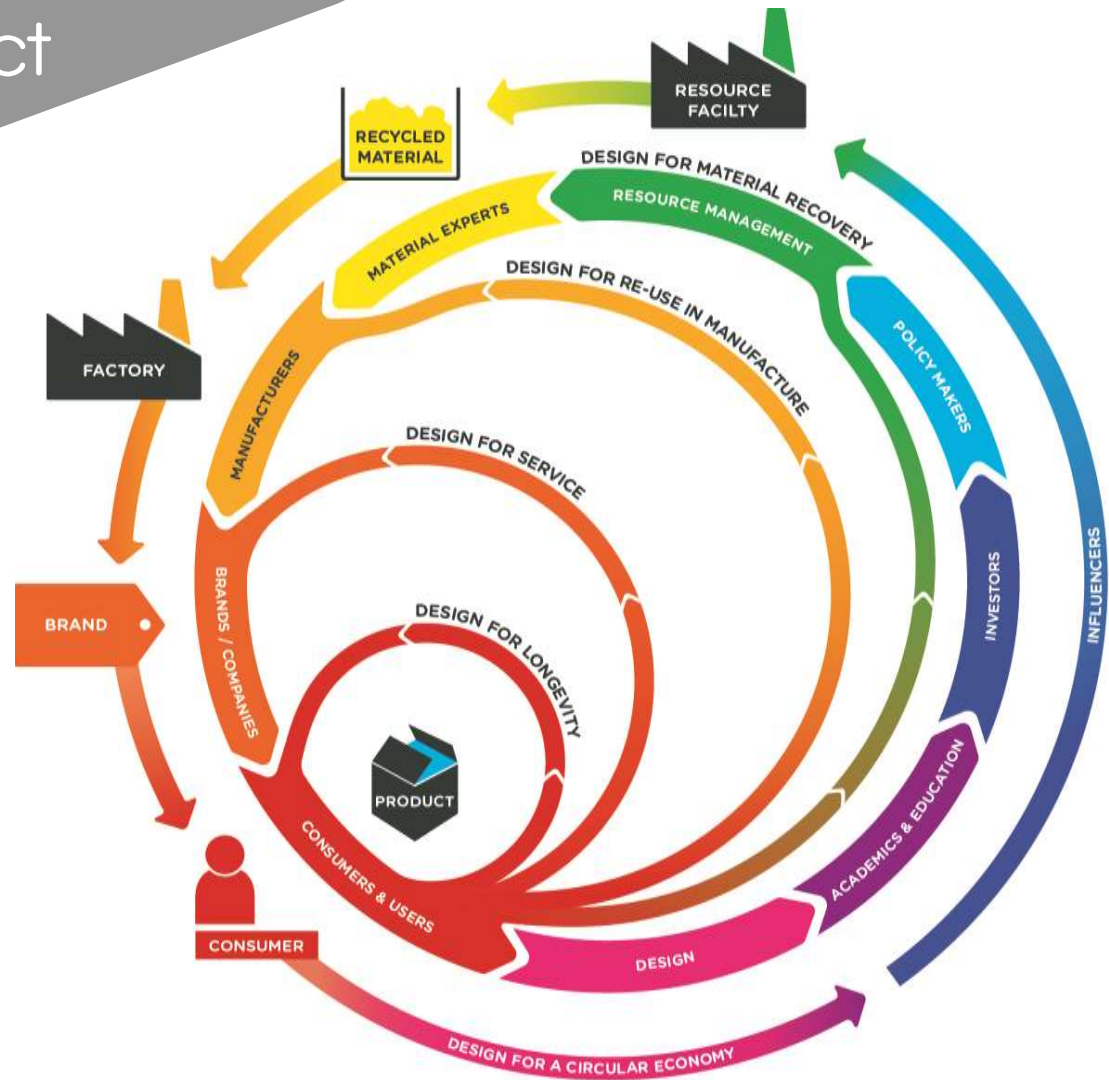 ct
RESOURCE
FACILTY
RECYCLED
MATERIAL
DESIGN FOR MATERIAL RECOVERY
RESOURCE MANAGEMENT
MATERIAL EXPERTS
DESIGN FOR RE-USE IN MANUFACTURE
POLICY MAKERS
FACTORY
MANUFACTURERS
DESIGN FOR SERVICE
INVESTORS
INFLUENCERS
BRAND
BRANDS / COMPANIES
DESIGN FOR LONGEVITY
PRODUCT
ACADEMICS & EDUCATION
CONSUMERS & USERS
CONSUMER
DESIGN
DESIGN FOR A CIRCULAR ECONOMY